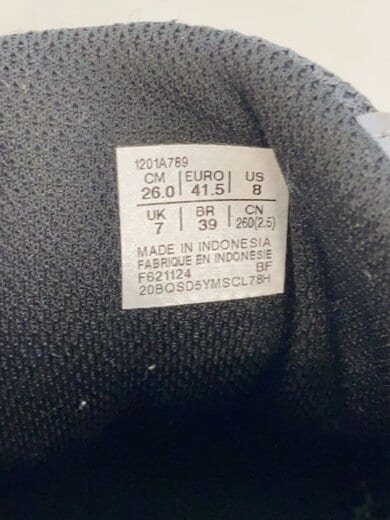 1201A789
CM EURO US
26.0 41.5 8
UK BR CN
7 39 260(2.5)
MADE IN INDONESIA
FABRIQUE EN INDONESIE
F621124 BF
20BQSD5YMSCL78H